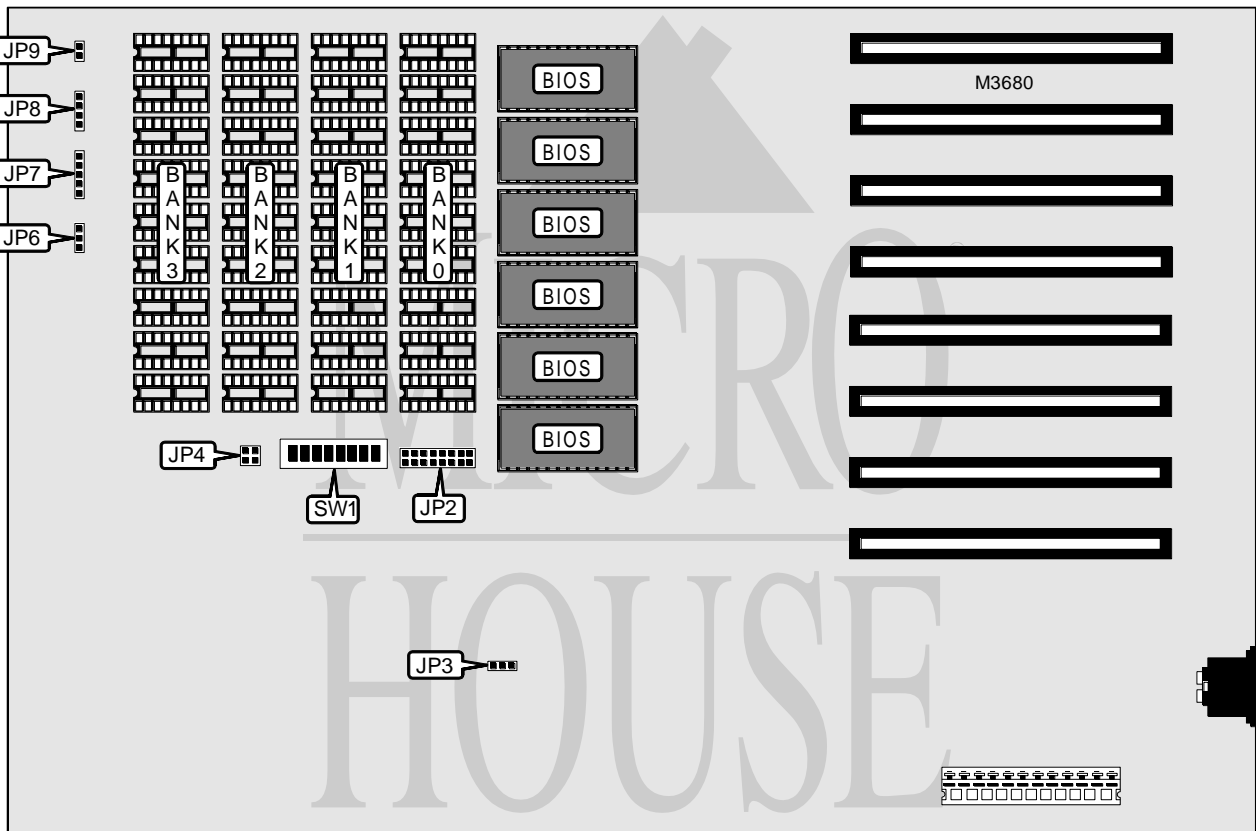 JP9
JP8
JP7
JP6
BANK3
BANK2
BANK1
BANK0
BIOS
BIOS
BIOS
BIOS
BIOS
BIOS
M3680
JP4
SW1
JP2
JP3
MICRO
HOUSE